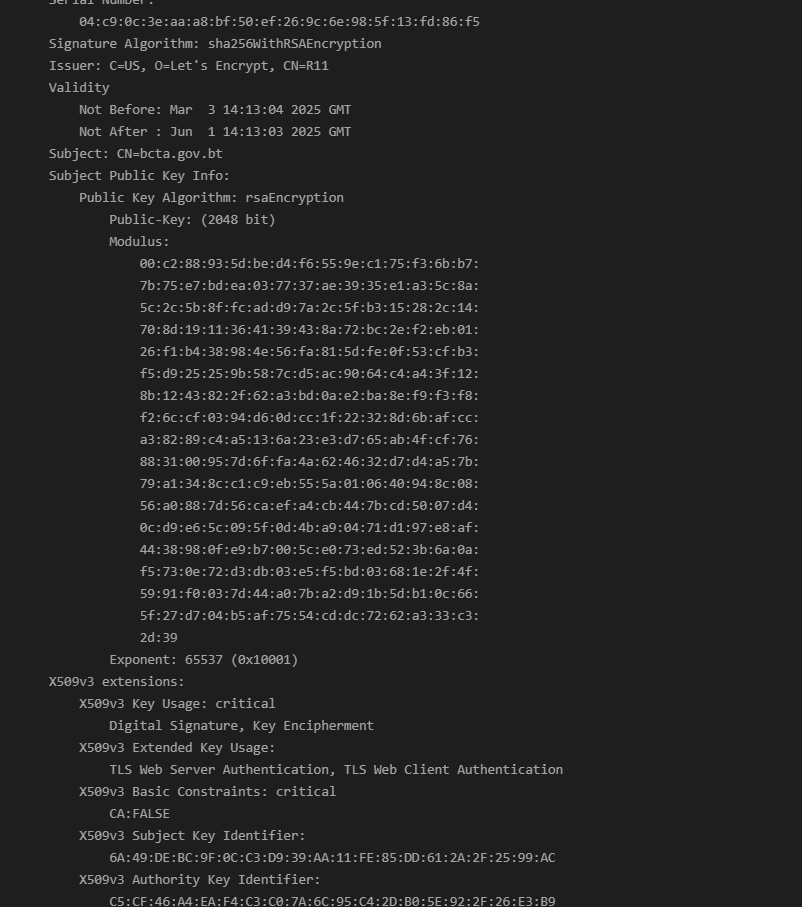 Serial Number:
04:c9:0c:3e:aa:a8:bf:50:ef:26:9c:6e:98:5f:13:fd:86:f5
Signature Algorithm: sha256WithRSAEncryption
Issuer: C=US, O=Let's Encrypt, CN=R11
Validity
Not Before: Mar  3 14:13:04 2025 GMT
Not After : Jun  1 14:13:03 2025 GMT
Subject: CN=bcta.gov.bt
Subject Public Key Info:
Public Key Algorithm: rsaEncryption
Public-Key: (2048 bit)
Modulus:
00:c2:88:93:5d:be:d4:f6:55:9e:c1:75:f3:6b:b7:
7b:75:e7:bd:ea:03:77:37:ae:39:35:e1:a3:5c:8a:
5c:2c:5b:8f:fc:ad:d9:7a:2c:5f:b3:15:28:2c:14:
70:8d:19:11:36:41:39:43:8a:72:bc:2e:f2:eb:01:
26:f1:b4:38:98:4e:56:fa:81:5d:fe:0f:53:cf:b3:
f5:d9:25:25:9b:58:7c:d5:ac:90:64:c4:a4:3f:12:
8b:12:43:82:2f:62:a3:bd:0a:e2:ba:8e:f9:f3:f8:
f2:6c:cf:03:94:d6:0d:cc:1f:22:32:8d:6b:af:cc:
a3:82:89:c4:a5:13:6a:23:e3:d7:65:ab:4f:cf:76:
88:31:00:95:7d:6f:fa:4a:62:46:32:d7:d4:a5:7b:
79:a1:34:8c:c1:c9:eb:55:5a:01:06:40:94:8c:08:
56:a0:88:7d:56:ca:ef:a4:cb:44:7b:cd:50:07:d4:
0c:d9:e6:5c:09:5f:0d:4b:a9:04:71:d1:97:e8:af:
44:38:98:0f:e9:b7:00:5c:e0:73:ed:52:3b:6a:0a:
f5:73:0e:72:d3:db:03:e5:f5:bd:03:68:1e:2f:4f:
59:91:f0:03:7d:44:a0:7b:a2:d9:1b:5d:b1:0c:66:
5f:27:d7:04:b5:af:75:54:cd:dc:72:62:a3:33:c3:
2d:39
Exponent: 65537 (0x10001)
X509v3 extensions:
X509v3 Key Usage: critical
Digital Signature, Key Encipherment
X509v3 Extended Key Usage:
TLS Web Server Authentication, TLS Web Client Authentication
X509v3 Basic Constraints: critical
CA:FALSE
X509v3 Subject Key Identifier:
6A:49:DE:BC:9F:0C:C3:D9:39:AA:11:FE:85:DD:61:2A:2F:25:99:AC
X509v3 Authority Key Identifier:
C5:CF:46:A4:EA:F4:C3:C0:7A:6C:95:C4:2D:B0:5E:92:2F:26:E3:B9